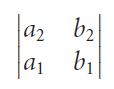 a₂ b₂
a₁ b₁